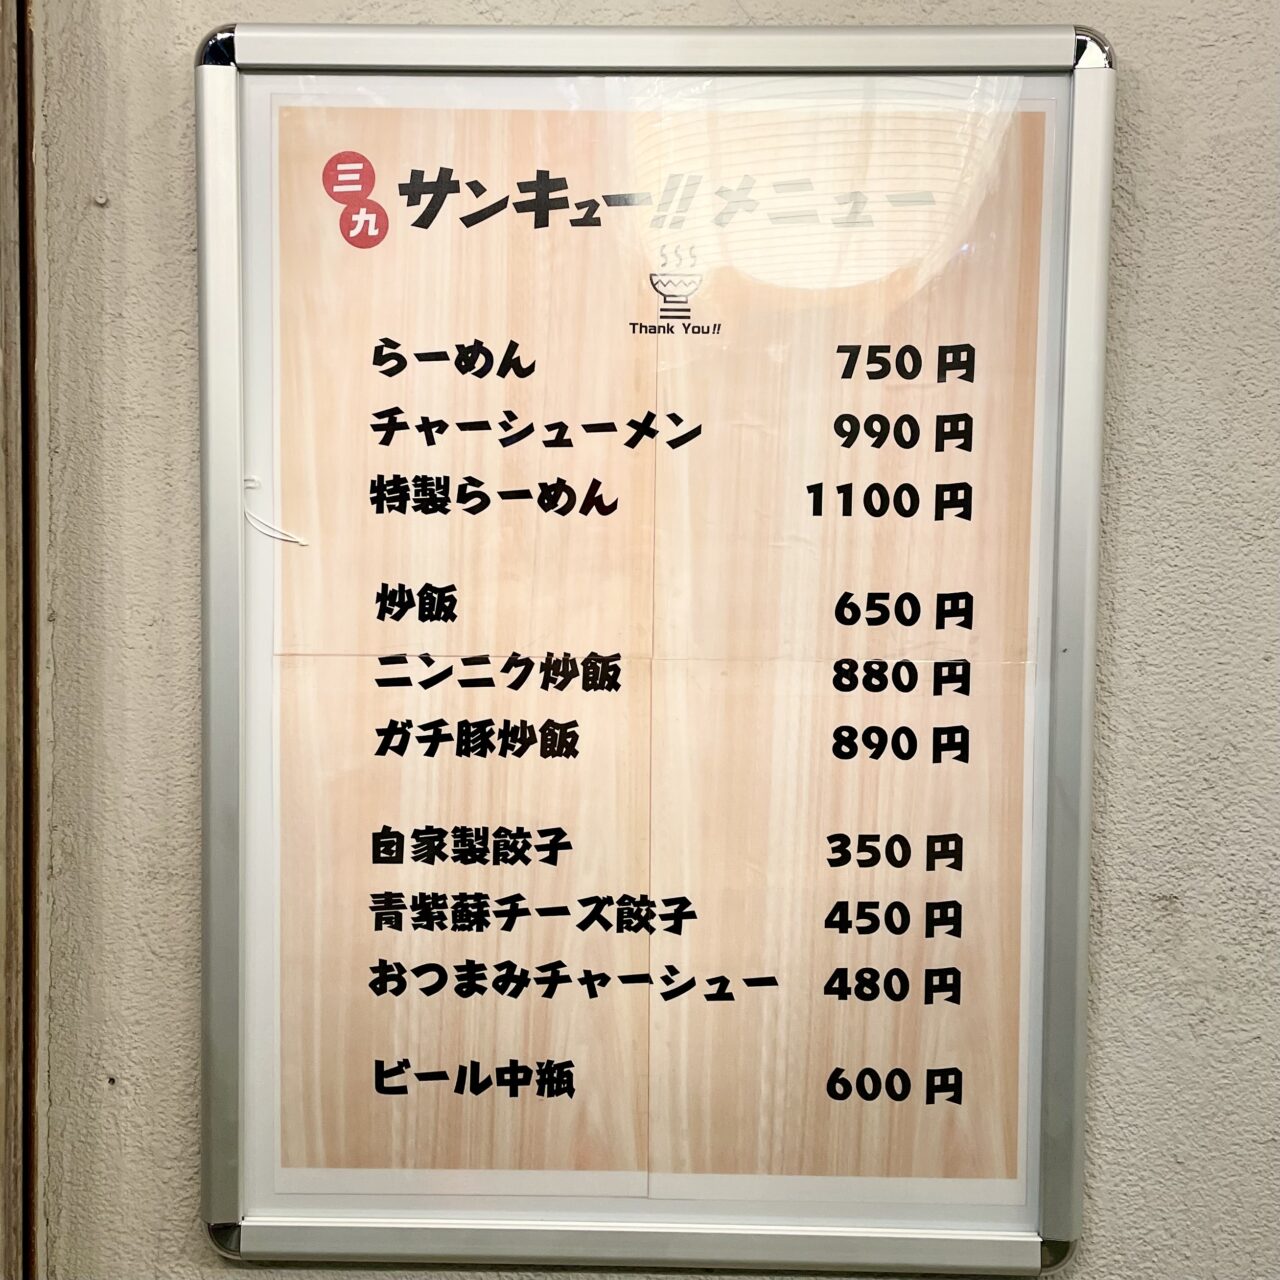 三九 サンキュー!! メニュー
Thank You!!
らーめん 750円
チャーシューメン 990円
特製らーめん 1100円
炒飯 650円
ニンニク炒飯 880円
ガチ豚炒飯 890円
自家製餃子 350円
青紫蘇チーズ餃子 450円
おつまみチャーシュー 480円
ビール中瓶 600円